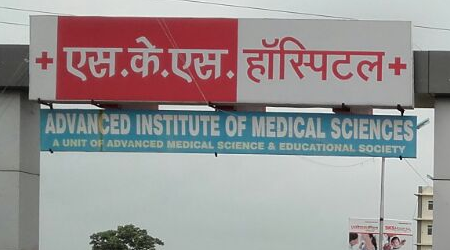 एस.के.एस. हॉस्पिटल
ADVANCED INSTITUTE OF MEDICAL SCIENCES
A UNIT OF ADVANCED MEDICAL SCIENCE & EDUCATIONAL SOCIETY